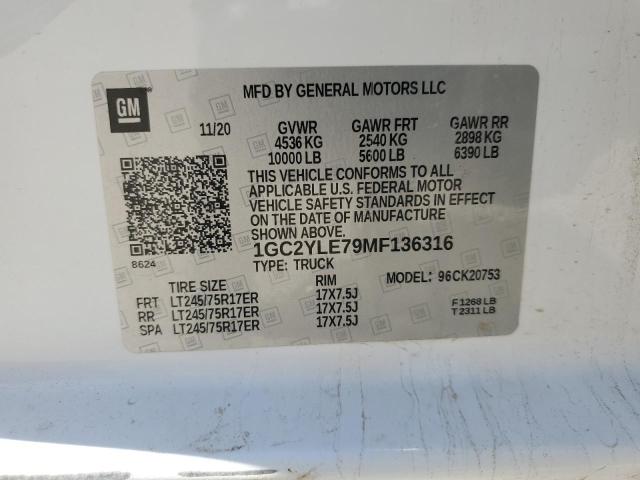 MFD BY GENERAL MOTORS LLC
GM
11/20 GVWR GAWR FRT GAWR RR
4536 KG 2540 KG 2898 KG
10000 LB 5600 LB 6390 LB
THIS VEHICLE CONFORMS TO ALL
APPLICABLE U.S. FEDERAL MOTOR
VEHICLE SAFETY STANDARDS IN EFFECT
ON THE DATE OF MANUFACTURE
SHOWN ABOVE.
1GC2YLE79MF136316
8624
TYPE: TRUCK MODEL: 96CK20753
TIRE SIZE RIM
FRT LT245/75R17ER 17X7.5J F 1268 LB
RR LT245/75R17ER 17X7.5J T 2311 LB
SPA LT245/75R17ER 17X7.5J